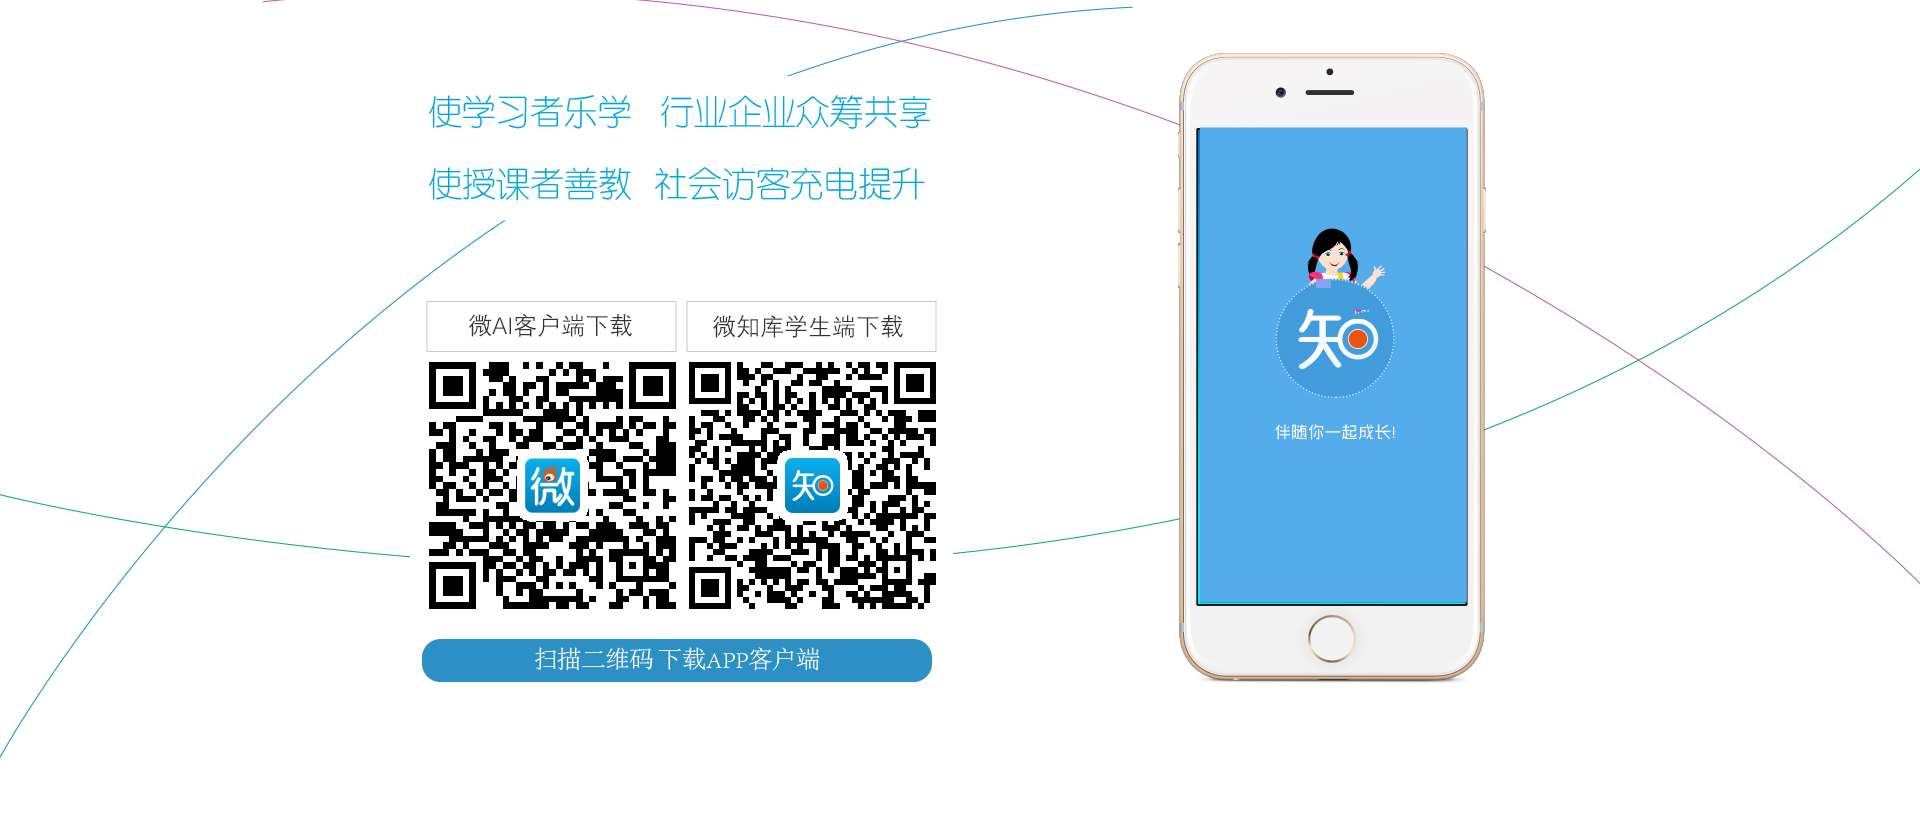 使学习者乐学 行业企业众筹共享
使授课者善教 社会访客充电提升
微AI客户端下载
微知库学生端下载
微
知
扫描二维码 下载APP客户端
知
伴随你一起成长!